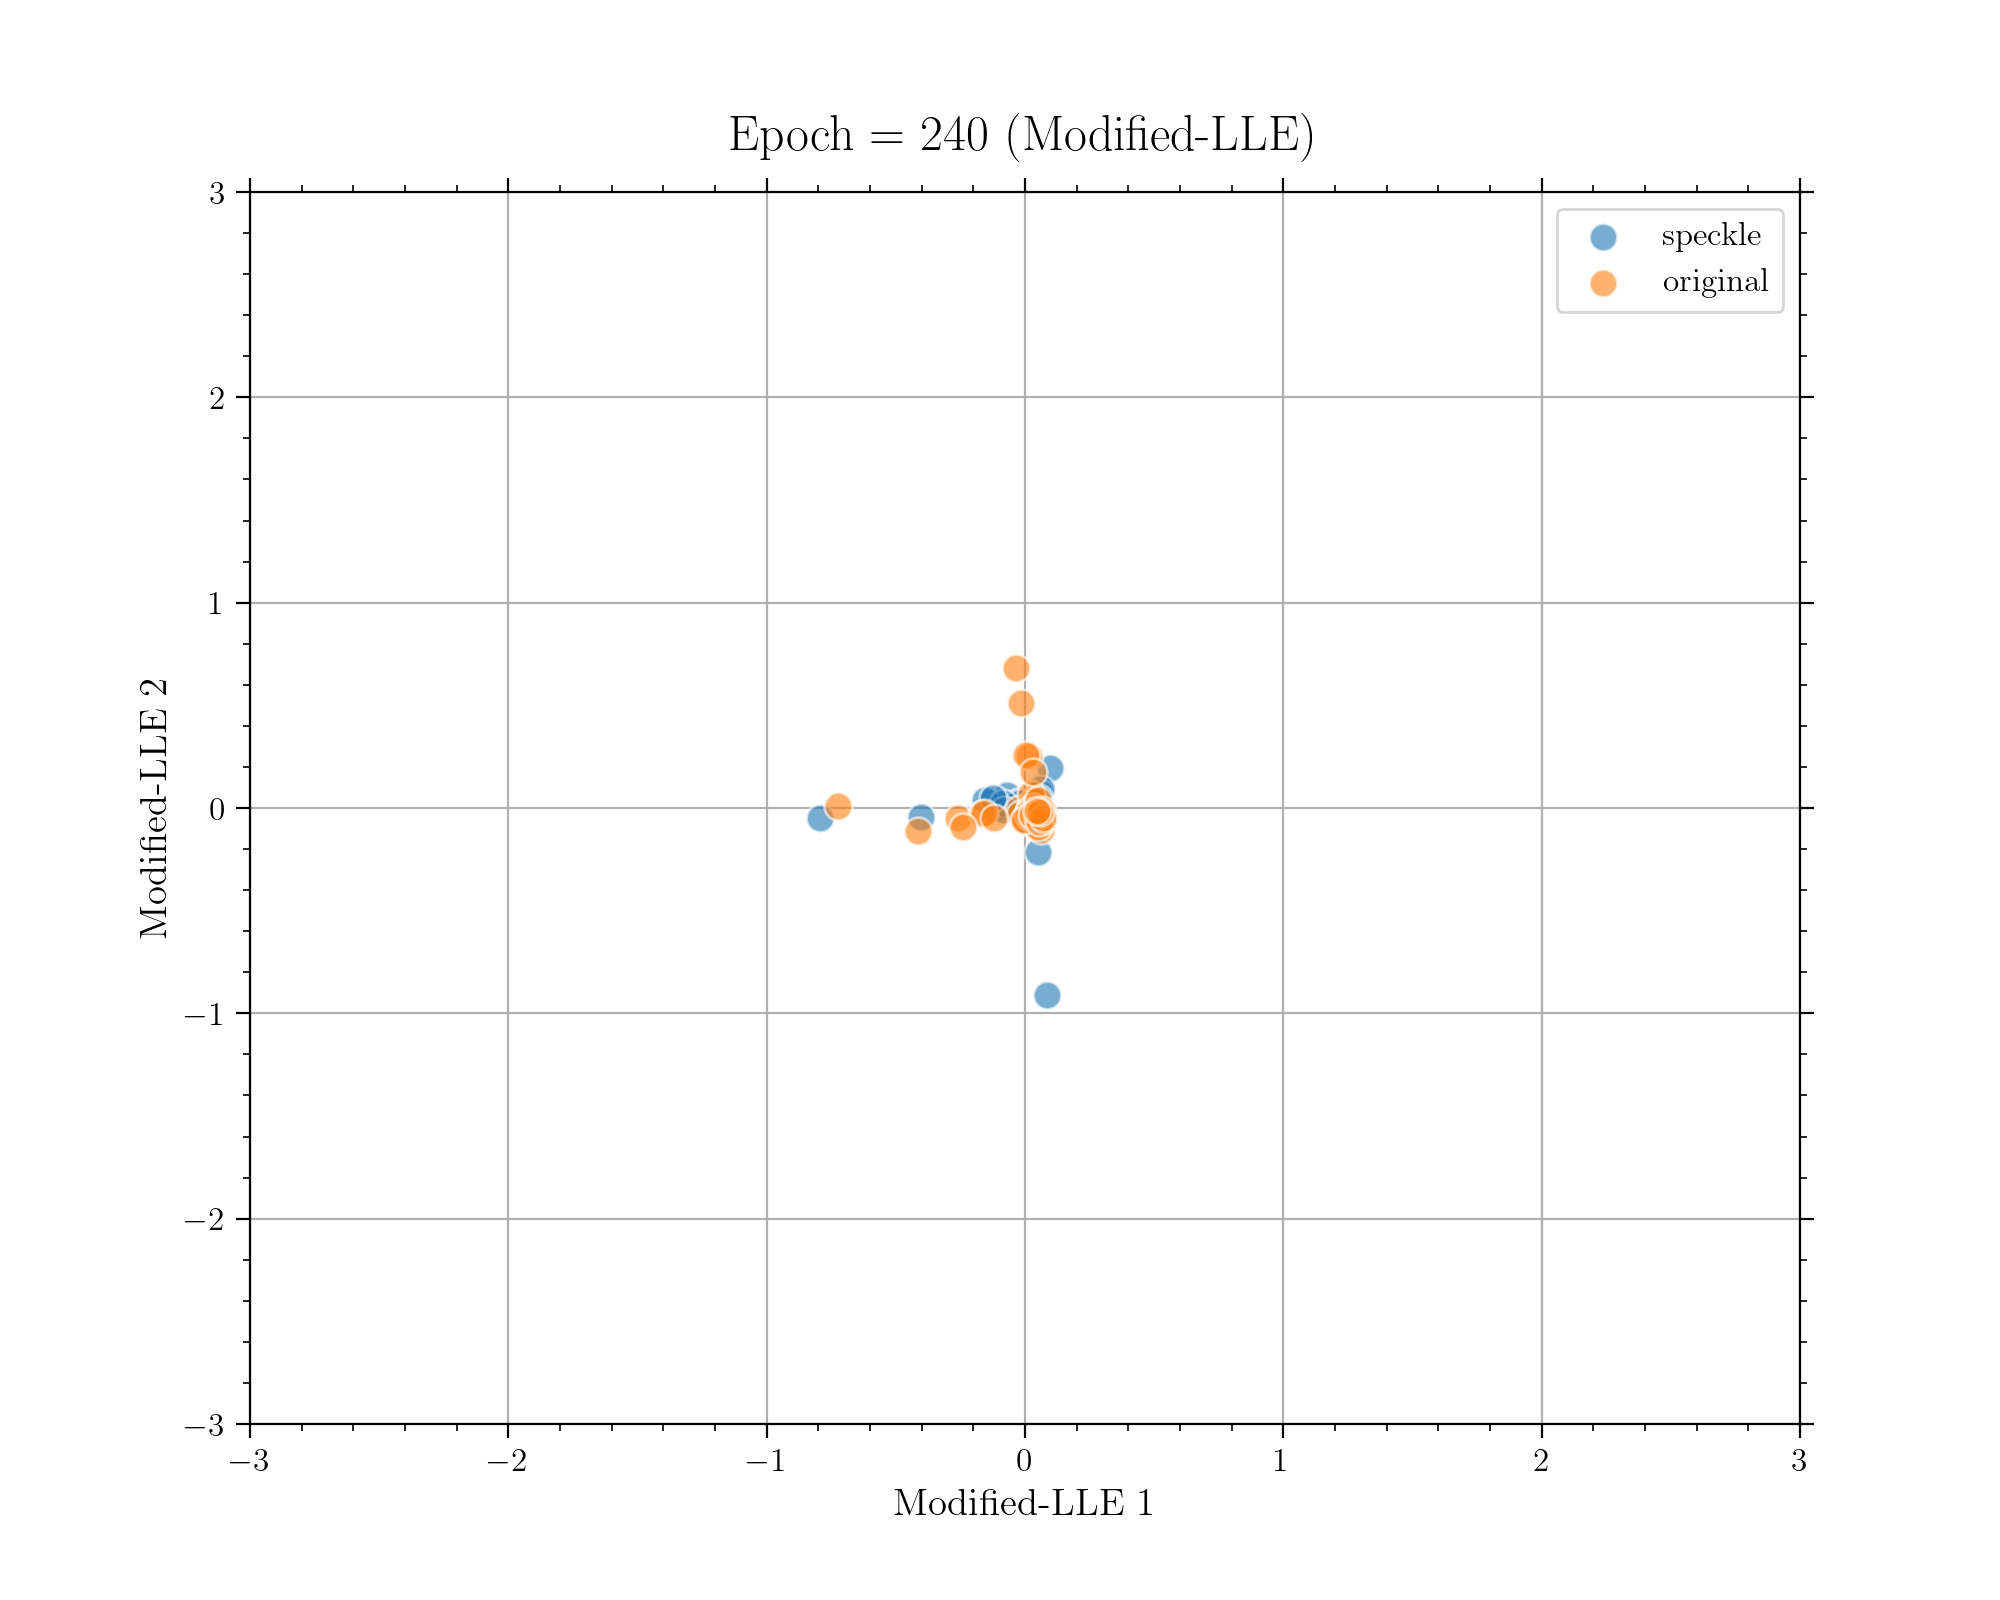 Epoch = 240 (Modified-LLE)
speckle
original
3
2
1
0
−1
−2
−3
Modified-LLE 2
−3
−2
−1
0
1
2
3
Modified-LLE 1